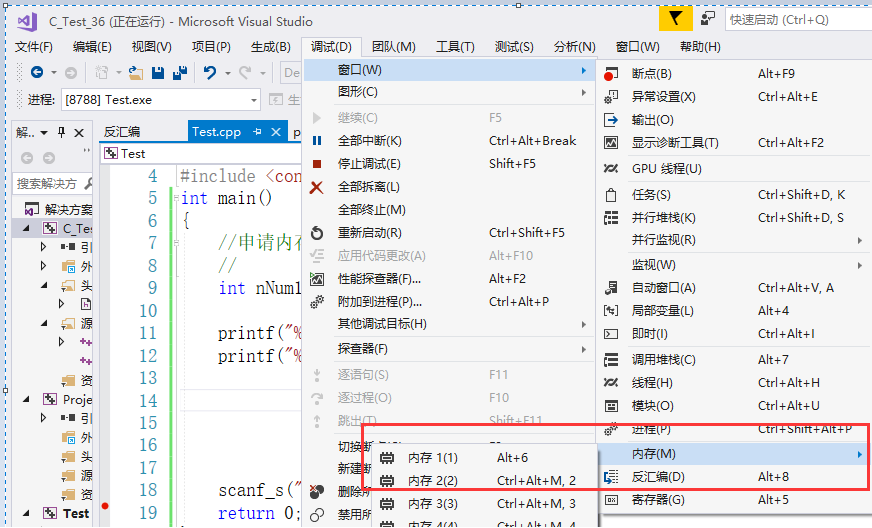 C_Test_36 (正在运行) - Microsoft Visual Studio
快速启动 (Ctrl+Q)
文件(F) 编辑(E) 视图(V) 项目(P) 生成(B) 调试(D) 团队(M) 工具(T) 测试(S) 分析(N) 窗口(W) 帮助(H)
De
进程: [8788] Test.exe 生
解..
反汇编 Test.cpp p
Test
搜索解决方
解决方案
C_Tes
引
外
头
源
资
Proje
引
外
头
源
资
Test
4 #include <con
5 int main()
6 {
7 //申请内存
8 //
9 int nNum1
10
11 printf("%
12 printf("%
13
14
15
16
17
18 scanf_s("
19 return 0;
窗口(W)
图形(C)
继续(C) F5
全部中断(K) Ctrl+Alt+Break
停止调试(E) Shift+F5
全部拆离(L)
全部终止(M)
重新启动(R) Ctrl+Shift+F5
应用代码更改(A) Alt+F10
性能探查器(F)... Alt+F2
附加到进程(P)... Ctrl+Alt+P
其他调试目标(H)
探查器(F)
逐语句(S) F11
逐过程(O) F10
跳出(T) Shift+F11
切换断点(G) F9
新建断
删除所
禁用所
断点(B) Alt+F9
异常设置(X) Ctrl+Alt+E
输出(O)
显示诊断工具(T) Ctrl+Alt+F2
GPU 线程(U)
任务(S) Ctrl+Shift+D, K
并行堆栈(K) Ctrl+Shift+D, S
并行监视(R)
监视(W)
自动窗口(A) Ctrl+Alt+V, A
局部变量(L) Alt+4
即时(I) Ctrl+Alt+I
调用堆栈(C) Alt+7
线程(H) Ctrl+Alt+H
模块(O) Ctrl+Alt+U
进程(P) Ctrl+Shift+Alt+P
内存(M)
反汇编(D) Alt+8
寄存器(G) Alt+5
内存 1(1) Alt+6
内存 2(2) Ctrl+Alt+M, 2
内存 3(3) Ctrl+Alt+M, 3
内存 4(4) Ctrl+Alt+M, 4